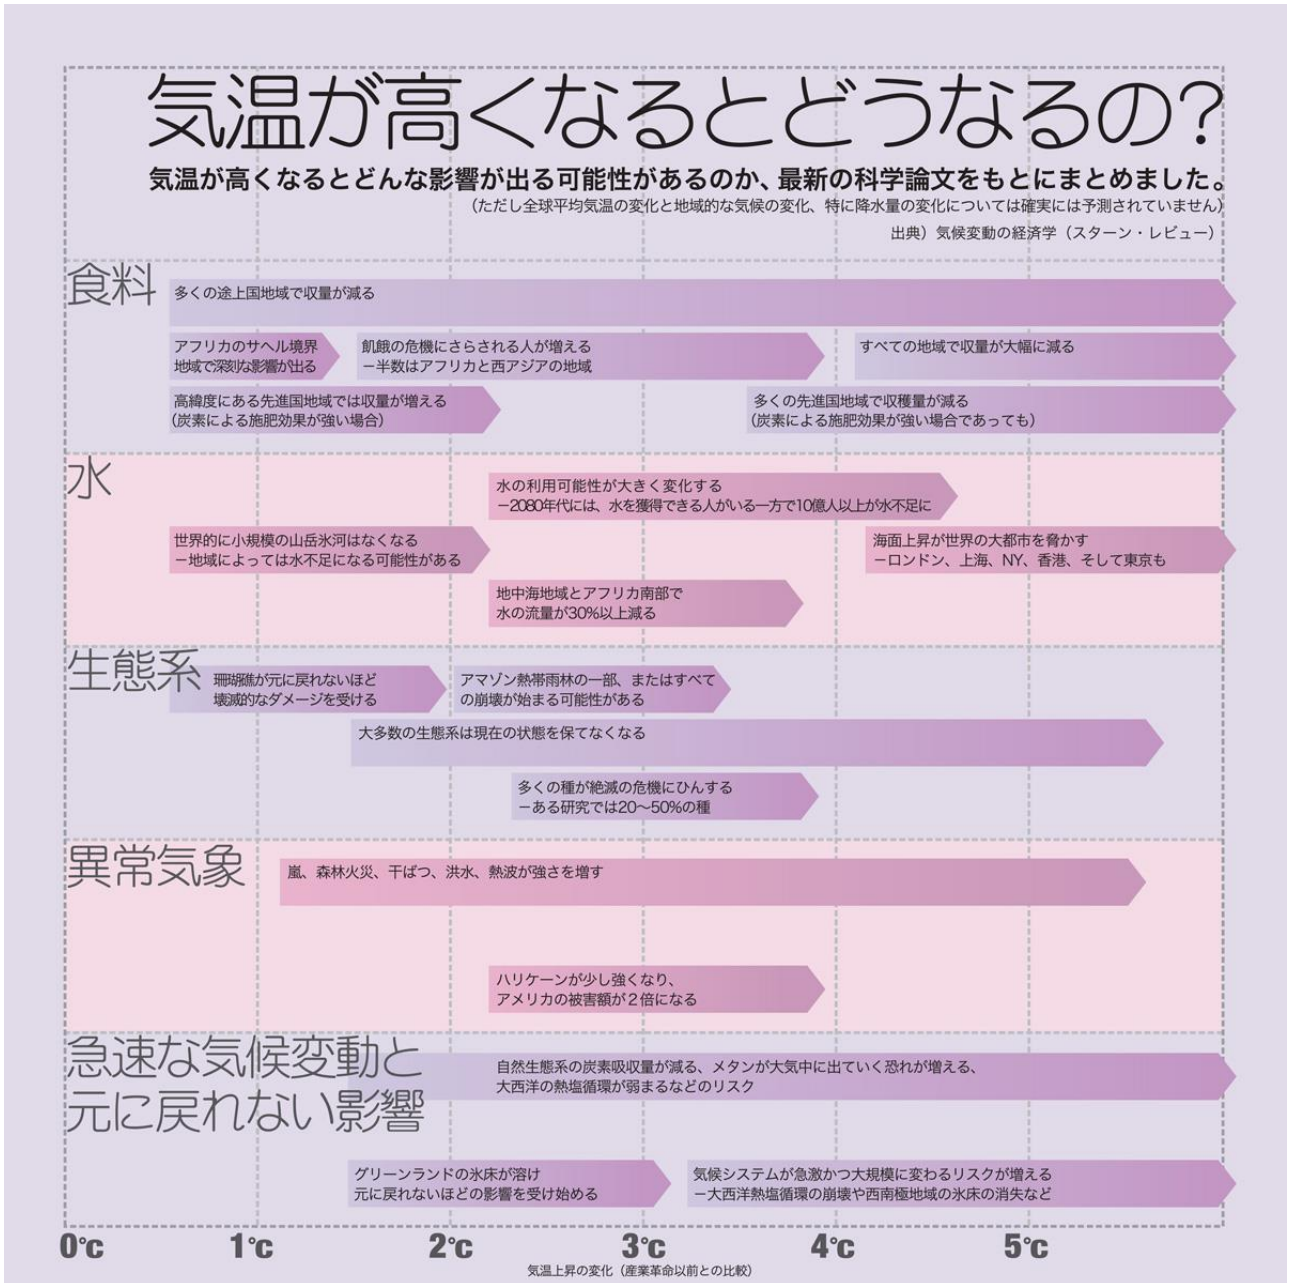 気温が高くなるとどうなるの?
気温が高くなるとどんな影響が出る可能性があるのか、最新の科学論文をもとにまとめました。
（ただし全球平均気温の変化と地域的な気候の変化、特に降水量の変化については確実には予測されていません）
出典）気候変動の経済学（スターン・レビュー）
食料
多くの途上国地域で収量が減る
アフリカのサヘル境界
地域で深刻な影響が出る
飢餓の危機にさらされる人が増える
－半数はアフリカと西アジアの地域
すべての地域で収量が大幅に減る
高緯度にある先進国地域では収量が増える
（炭素による施肥効果が強い場合）
多くの先進国地域で収穫量が減る
（炭素による施肥効果が強い場合であっても）
水
水の利用可能性が大きく変化する
－2080年代には、水を獲得できる人がいる一方で10億人以上が水不足に
世界的に小規模の山岳氷河はなくなる
－地域によっては水不足になる可能性がある
海面上昇が世界の大都市を脅かす
－ロンドン、上海、NY、香港、そして東京も
地中海地域とアフリカ南部で
水の流量が30%以上減る
生態系
珊瑚礁が元に戻れないほど
壊滅的なダメージを受ける
アマゾン熱帯雨林の一部、またはすべて
の崩壊が始まる可能性がある
大多数の生態系は現在の状態を保てなくなる
多くの種が絶滅の危機にひんする
－ある研究では20〜50%の種
異常気象
嵐、森林火災、干ばつ、洪水、熱波が強さを増す
ハリケーンが少し強くなり、
アメリカの被害額が２倍になる
急速な気候変動と
元に戻れない影響
自然生態系の炭素吸収量が減る、メタンが大気中に出ていく恐れが増える、
大西洋の熱塩循環が弱まるなどのリスク
グリーンランドの氷床が溶け
元に戻れないほどの影響を受け始める
気候システムが急激かつ大規模に変わるリスクが増える
－大西洋熱塩循環の崩壊や西南極地域の氷床の消失など
0℃ 1℃ 2℃ 3℃ 4℃ 5℃
気温上昇の変化（産業革命以前との比較）